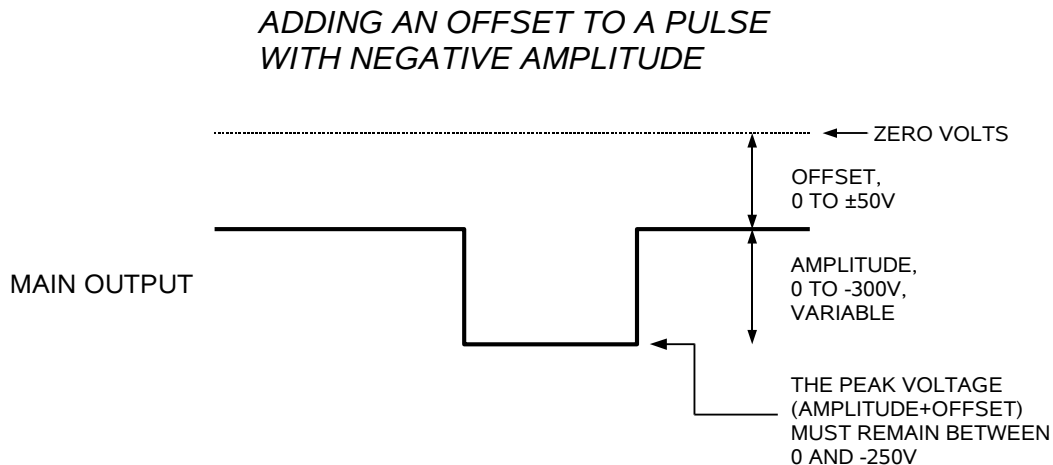 ADDING AN OFFSET TO A PULSE
WITH NEGATIVE AMPLITUDE
ZERO VOLTS
OFFSET,
0 TO ±50V
MAIN OUTPUT
AMPLITUDE,
0 TO -300V,
VARIABLE
THE PEAK VOLTAGE
(AMPLITUDE+OFFSET)
MUST REMAIN BETWEEN
0 AND -250V